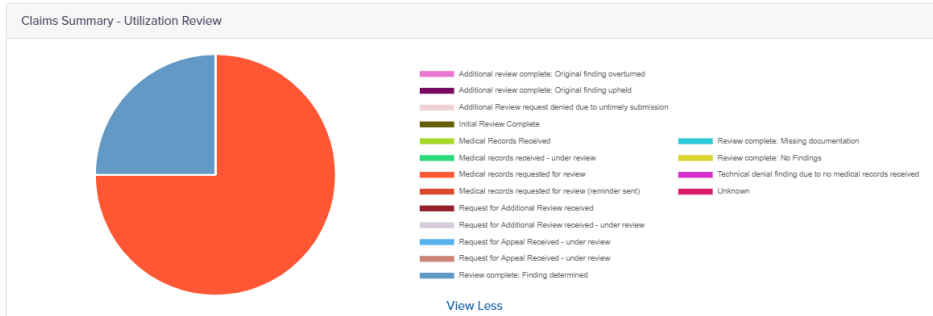 Claims Summary - Utilization Review
Additional review complete: Original finding overturned
Additional review complete: Original finding upheld
Additional Review request denied due to untimely submission
Initial Review Complete
Medical Records Received
Medical records received - under review
Medical records requested for review
Medical records requested for review (reminder sent)
Request for Additional Review received
Request for Additional Review received - under review
Request for Appeal Received - under review
Request for Appeal Received - under review
Review complete: Finding determined
Review complete: Missing documentation
Review complete: No Findings
Technical denial finding due to no medical records received
Unknown
View Less